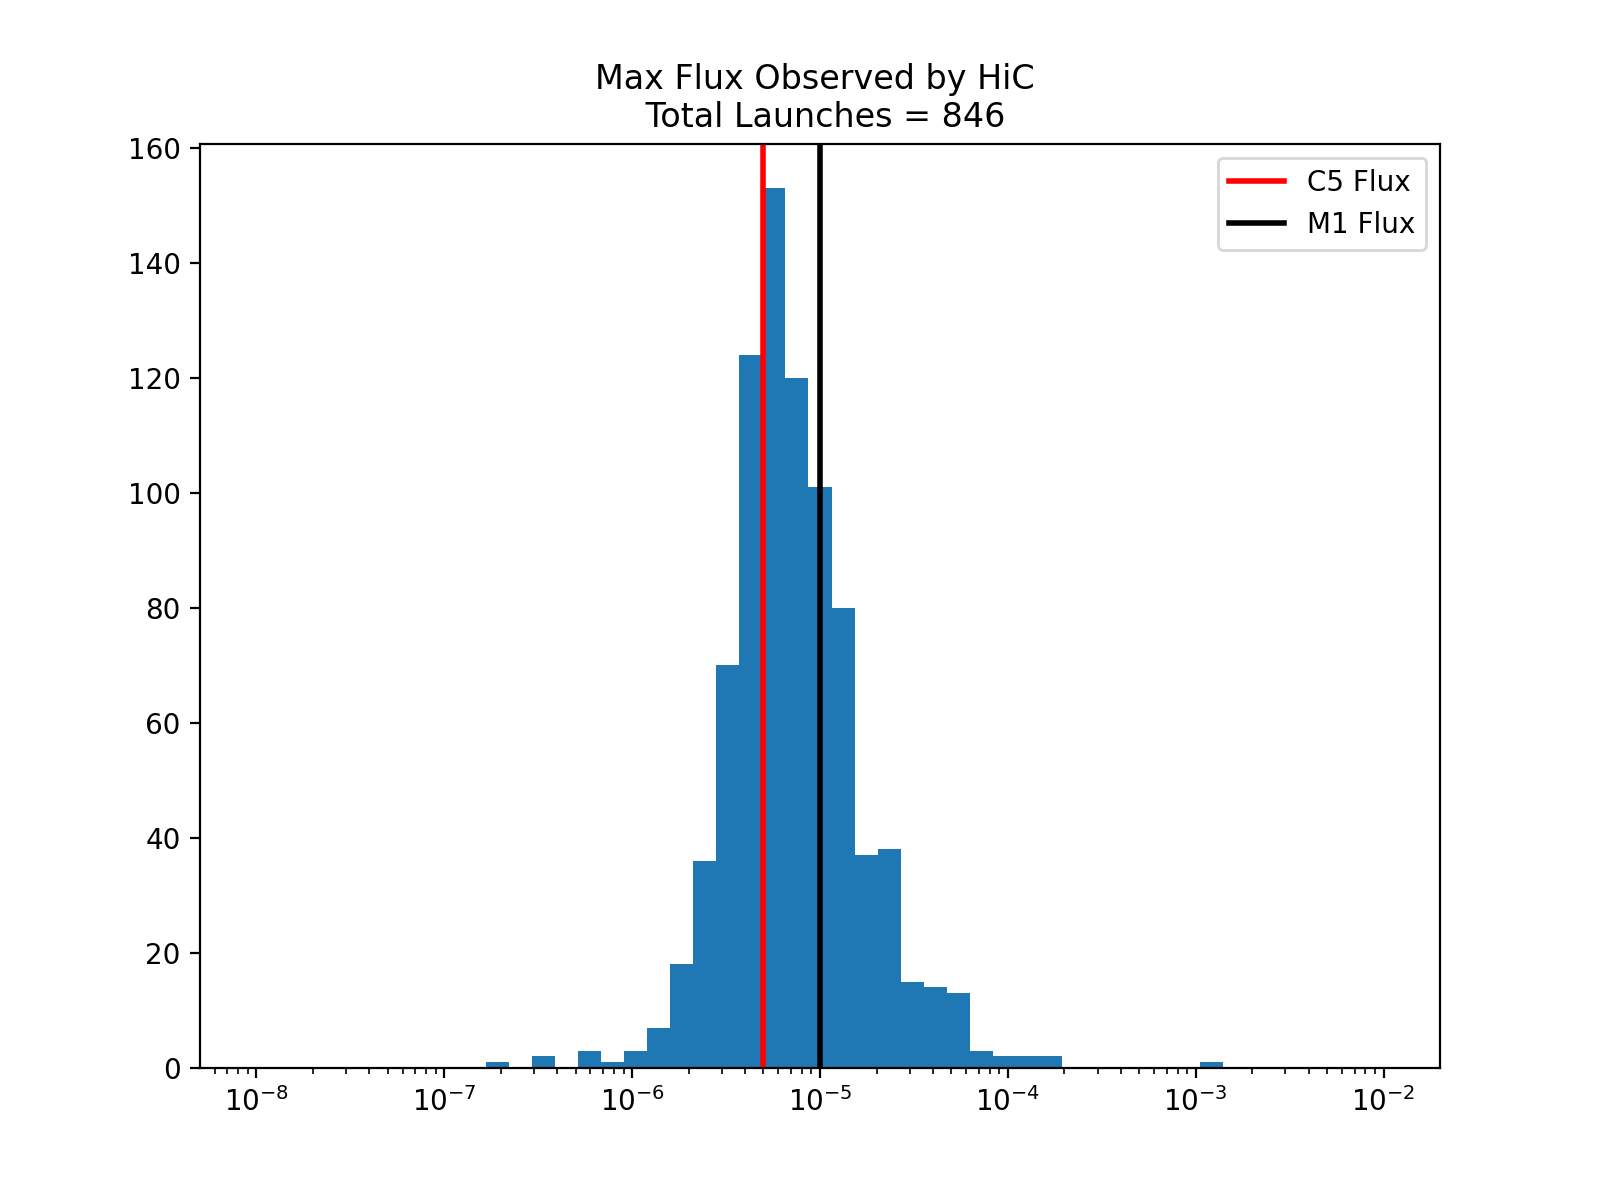 Max Flux Observed by HiC
Total Launches = 846
C5 Flux
M1 Flux
160
140
120
100
80
60
40
20
0
10⁻⁸ 10⁻⁷ 10⁻⁶ 10⁻⁵ 10⁻⁴ 10⁻³ 10⁻²